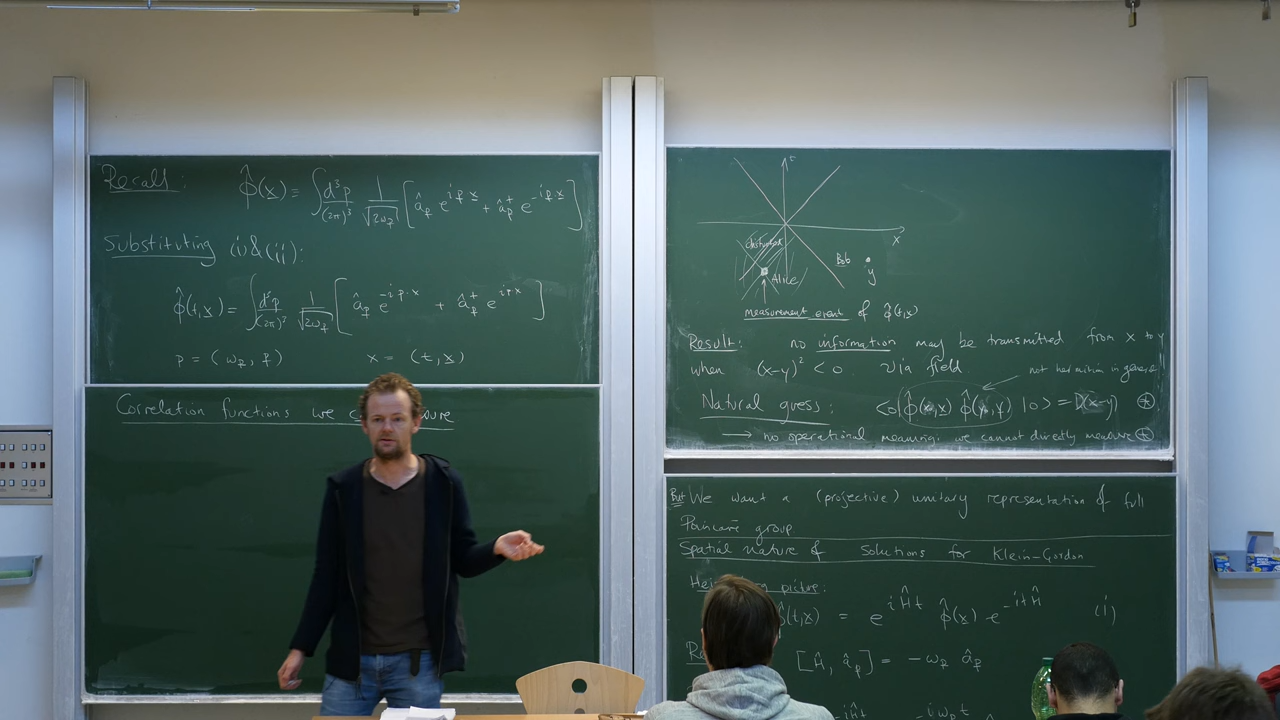 Recall: φ̂(x) = ∫ d³p/(2π)³ 1/√(2ω_p) [ â_p e^{ip·x} + â_p† e^{-ip·x} ]
Substituting (i)&(ii):
φ̂(t,x) = ∫ d³p/(2π)³ 1/√(2ω_p) [ â_p e^{-ip·x} + â_p† e^{ip·x} ]
p = (ω_p, p) x = (t, x)
Correlation functions we
t
x
disturbed
Alice
Bob
y
measurement event of φ̂(t,x)
Result: no information may be transmitted from x to y
when (x-y)² < 0. via field.
not hermitian in general
Natural guess: <0| φ̂(x₀,x) φ̂(y₀,y) |0> = D(x-y) ⊛
→ no operational meaning: we cannot directly measure ⊛
But We want a (projective) unitary representation of full
Poincaré group
Spatial nature of solutions for Klein-Gordon
picture:
φ̂(t,x) = e^{iĤt} φ̂(x) e^{-itĤ} (i)
[Ĥ, â_p] = -ω_p â_p